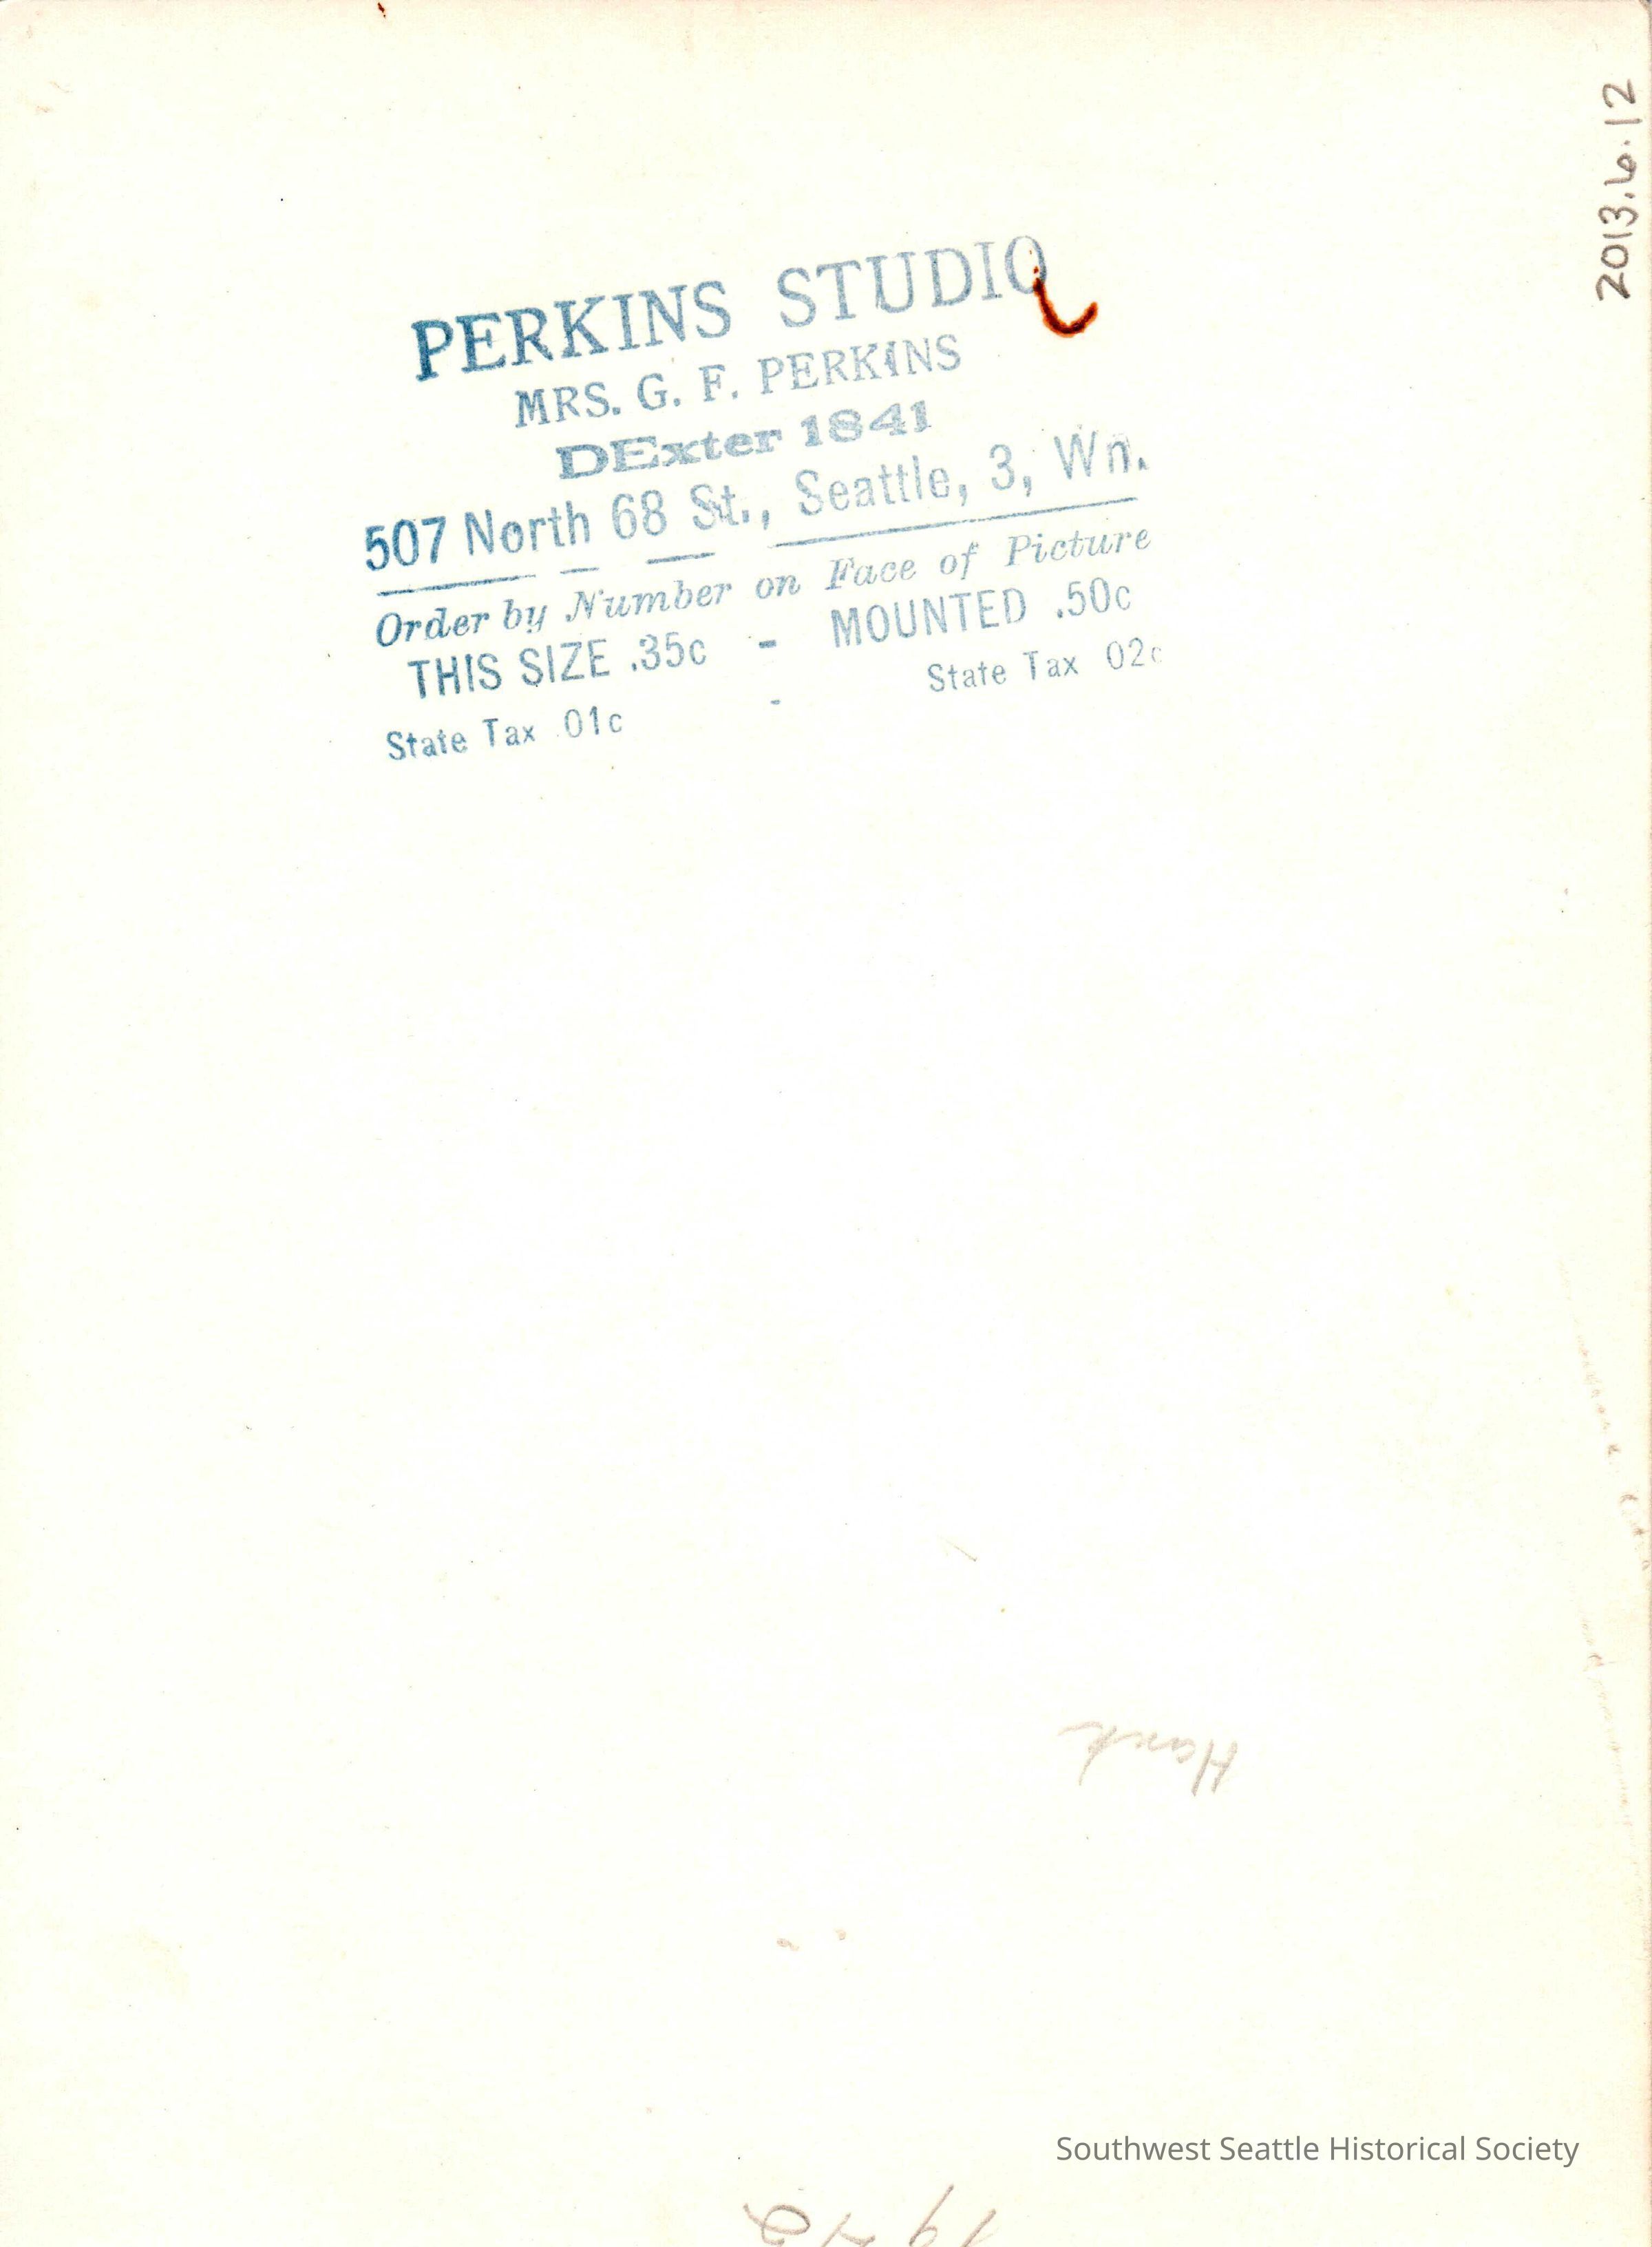 2013.6.12
PERKINS STUDIO
MRS. G. F. PERKINS
DExter 1841
507 North 68 St., Seattle, 3, Wn.
Order by Number on Face of Picture
THIS SIZE .35c - MOUNTED .50c
State Tax 01c - State Tax 02c
Hank
Southwest Seattle Historical Society